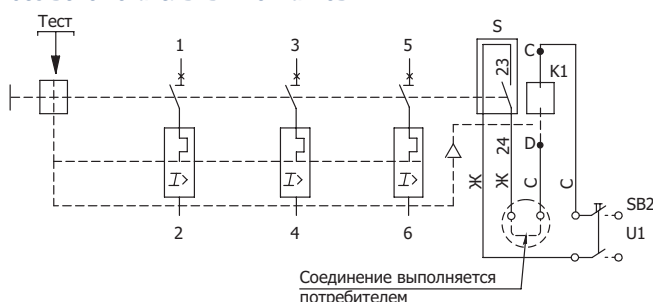 Тест
1
3
5
S
23
C
K1
I>
I>
I>
24
D
Ж
Ж
С
С
SB2
U1
2
4
6
Соединение выполняется
потребителем